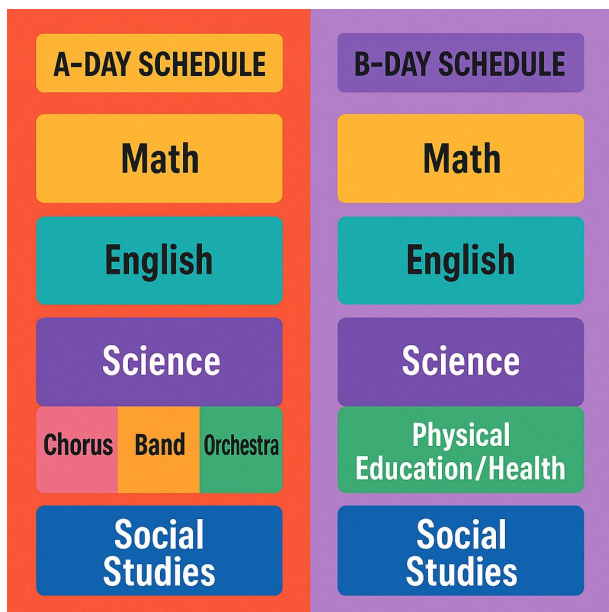 A-DAY SCHEDULE
Math
English
Science
Chorus
Band
Orchestra
Social
Studies
B-DAY SCHEDULE
Math
English
Science
Physical
Education/Health
Social
Studies